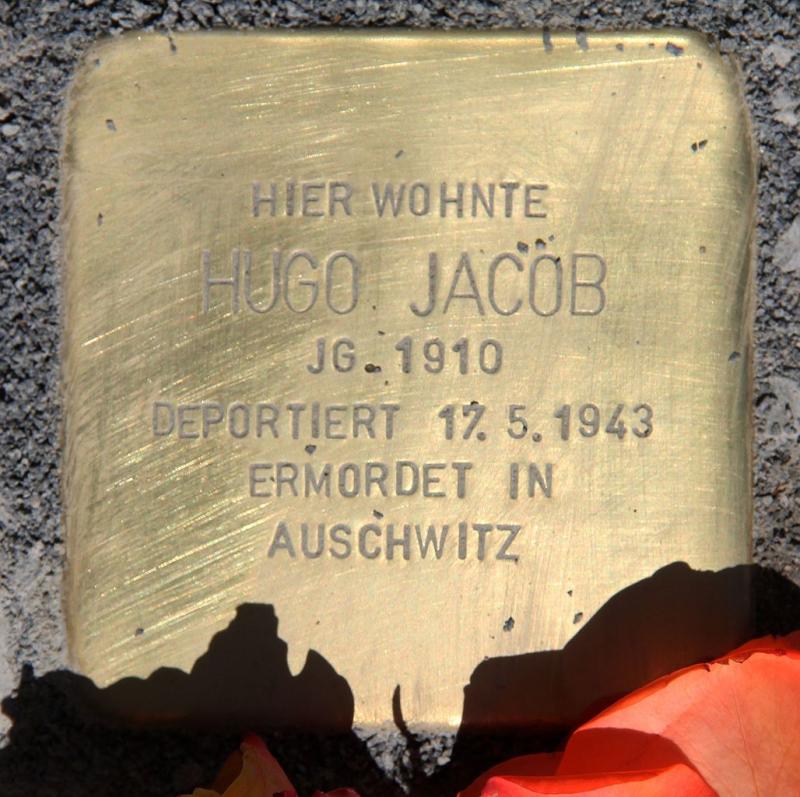 HIER WOHNTE
HUGO JACOB
JG. 1910
DEPORTIERT 17. 5. 1943
ERMORDET IN
AUSCHWITZ